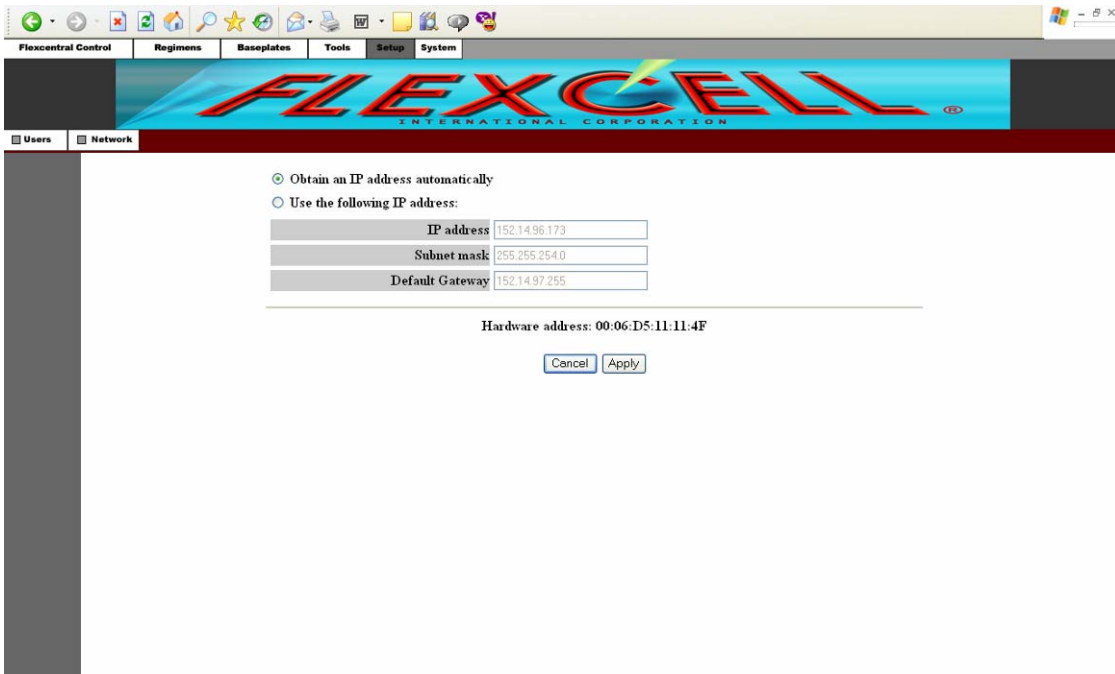 Flexcentral Control Regimens Baseplates Tools Setup System
FLEXCELL ®
INTERNATIONAL CORPORATION
Users Network
Obtain an IP address automatically
Use the following IP address:
IP address 152.14.96.173
Subnet mask 255.255.254.0
Default Gateway 152.14.97.255
Hardware address: 00:06:D5:11:11:4F
Cancel Apply